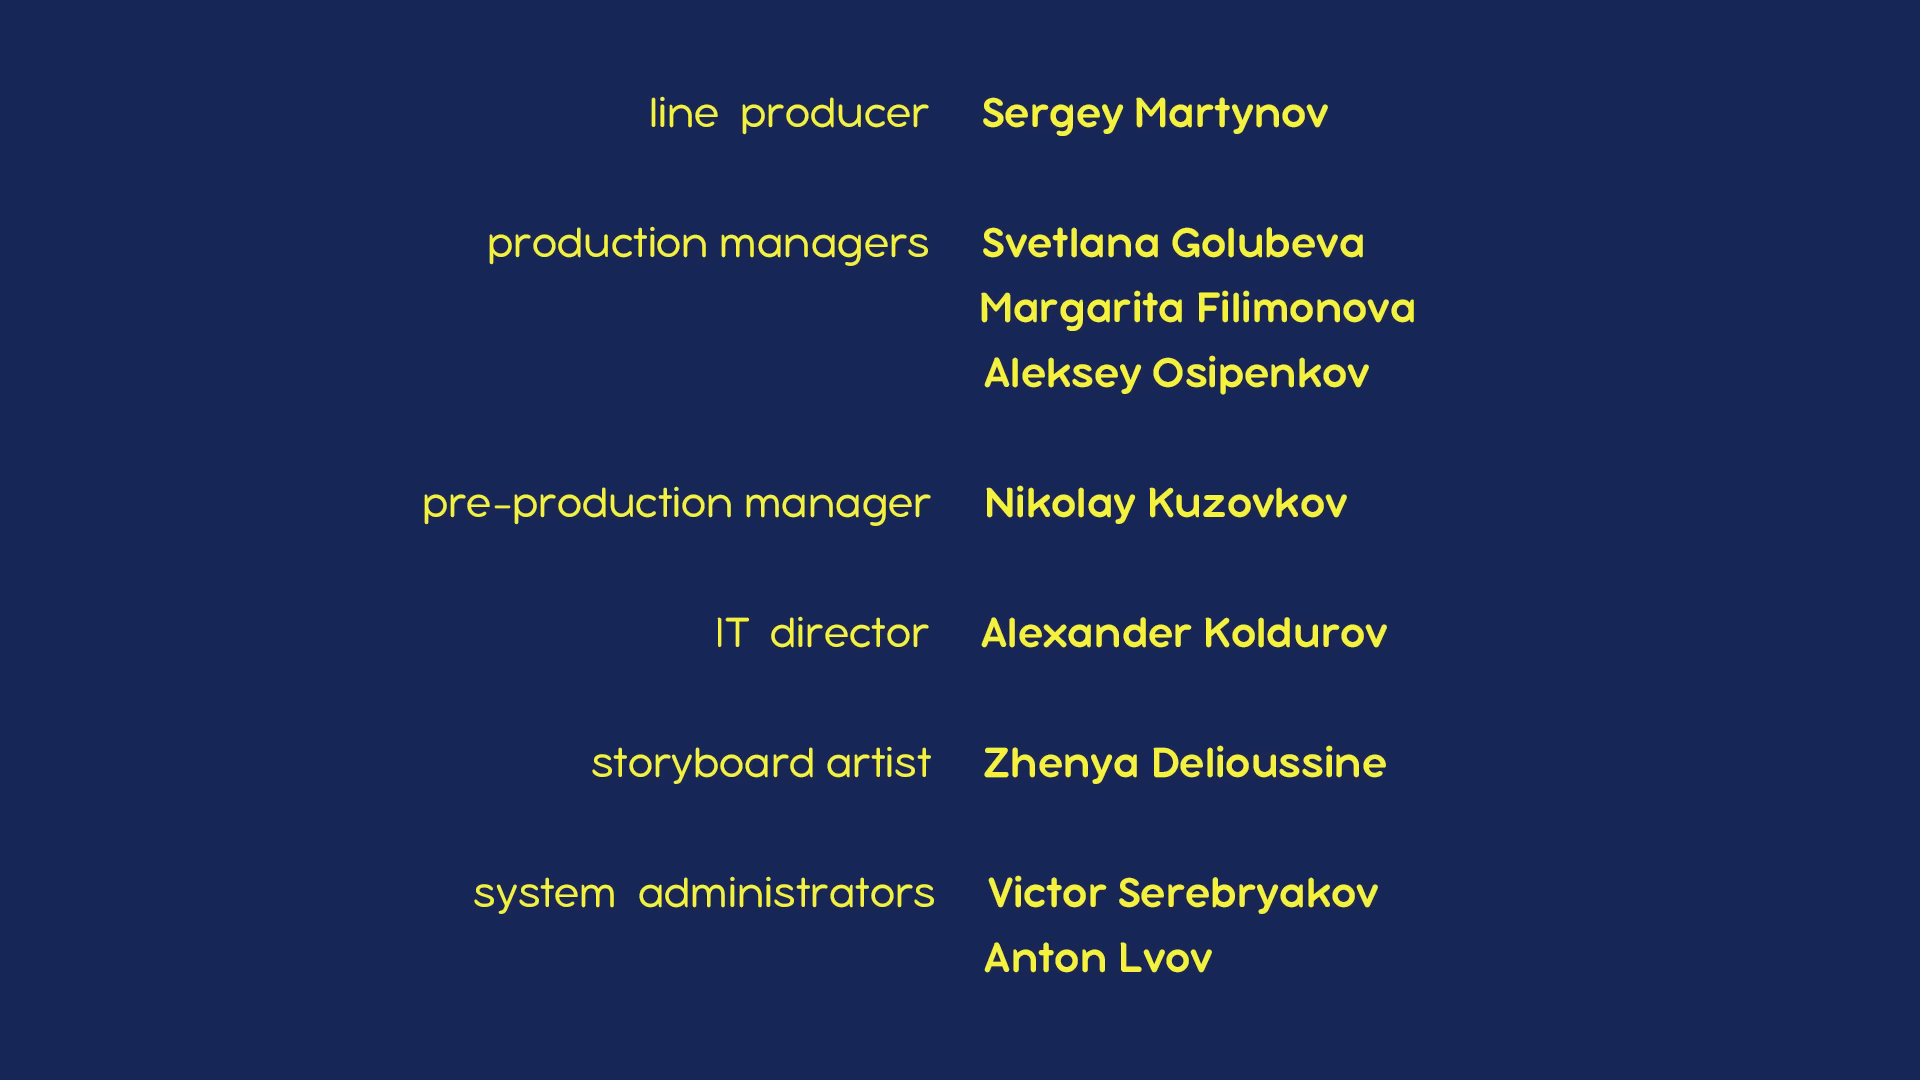 line producer Sergey Martynov
production managers Svetlana Golubeva
Margarita Filimonova
Aleksey Osipenkov
pre-production manager Nikolay Kuzovkov
IT director Alexander Koldurov
storyboard artist Zhenya Delioussine
system administrators Victor Serebryakov
Anton Lvov